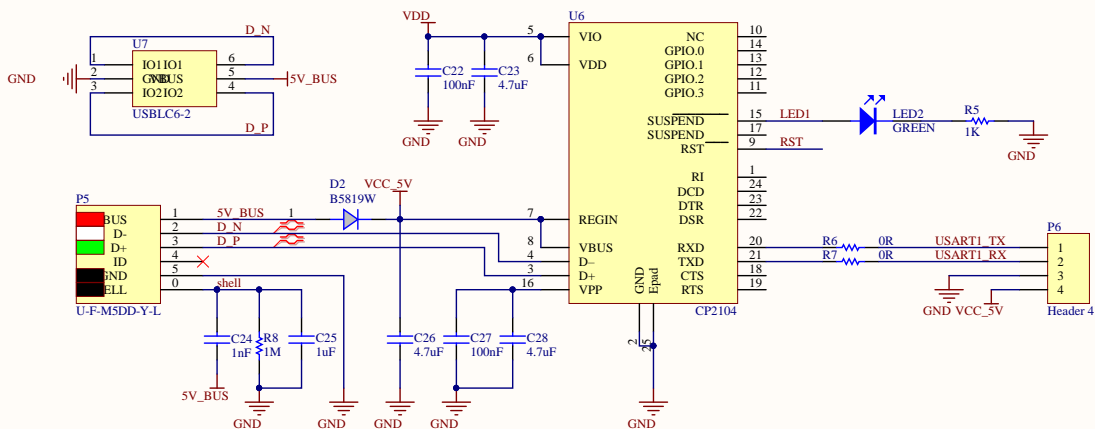 D_N
U7
1 IO1 IO1 6
GND 2 GND VBUS 5 5V_BUS
3 IO2 IO2 4
USBLC6-2
D_P
VDD
C22
100nF
C23
4.7uF
GND GND
U6
5 VIO NC 10
6 VDD GPIO.0 14
GPIO.1 13
GPIO.2 12
GPIO.3 11
SUSPEND 15 LED1
SUSPEND 17
RST 9 RST
RI 1
DCD 24
DTR 23
7 REGIN DSR 22
8 VBUS RXD 20
4 D– TXD 21
3 D+ CTS 18
16 VPP RTS 19
GND Epad
2 25
CP2104
GND
LED2
GREEN
R5
1K
GND
R6 0R USART1_TX
R7 0R USART1_RX
P6
1
2
3
4
Header 4
GND VCC_5V
P5
BUS 1 5V_BUS 1
D- 2 D_N
D+ 3 D_P
ID 4
GND 5
ELL 0 shell
U-F-M5DD-Y-L
D2
B5819W
VCC_5V
C24
1nF
R8
1M
C25
1uF
5V_BUS
GND GND
C26
4.7uF
C27
100nF
C28
4.7uF
GND GND